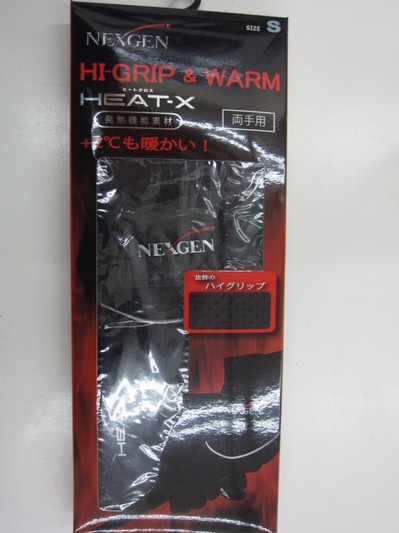 NEXGEN
SIZE S
HI-GRIP & WARM
ヒートクロス
HEAT-X
発熱機能素材
両手用
+2℃も暖かい!
NEXGEN
抜群の
ハイグリップ
HEA